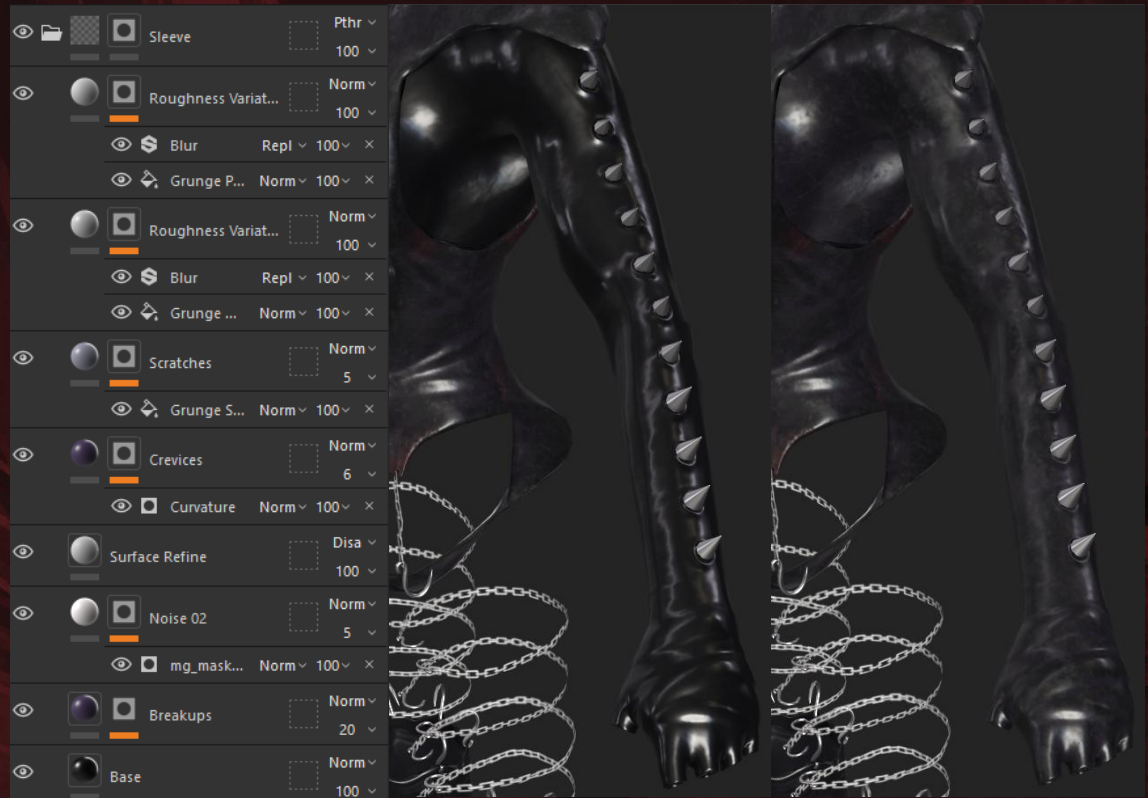 Pthr
Sleeve
100
Norm
Roughness Variat...
100
Blur Repl 100 ×
Grunge P... Norm 100 ×
Norm
Roughness Variat...
100
Blur Repl 100 ×
Grunge ... Norm 100 ×
Norm
Scratches
5
Grunge S... Norm 100 ×
Norm
Crevices
6
Curvature Norm 100 ×
Disa
Surface Refine
100
Norm
Noise 02
5
mg_mask... Norm 100 ×
Norm
Breakups
20
Norm
Base
100